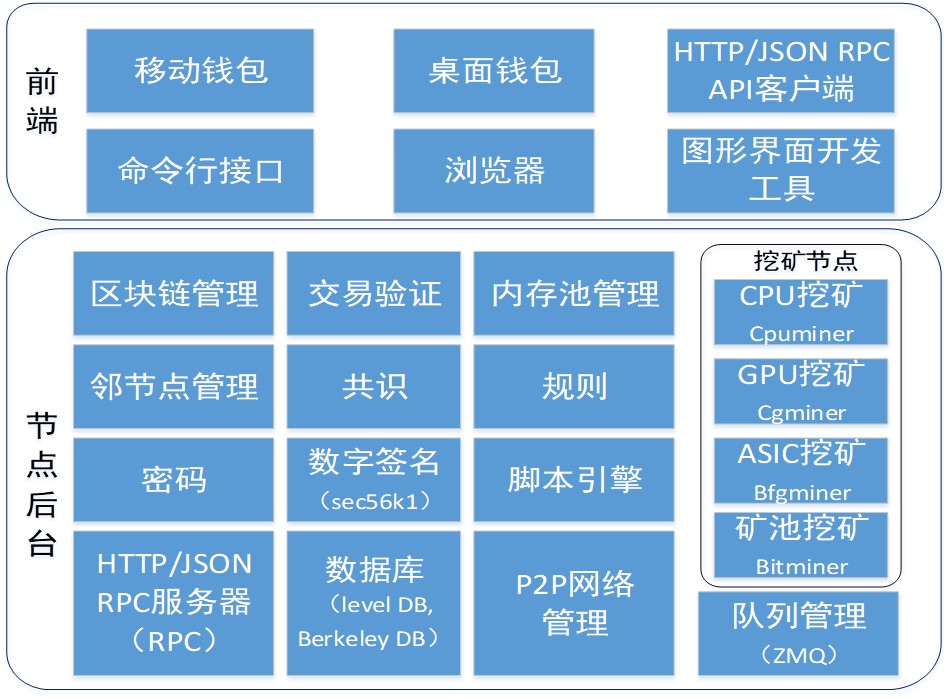 前
端
移动钱包
桌面钱包
HTTP/JSON RPC
API客户端
命令行接口
浏览器
图形界面开发
工具
节
点
后
台
区块链管理
交易验证
内存池管理
邻节点管理
共识
规则
密码
数字签名
（sec56k1）
脚本引擎
HTTP/JSON
RPC服务器
（RPC）
数据库
（level DB,
Berkeley DB）
P2P网络
管理
挖矿节点
CPU挖矿
Cpuminer
GPU挖矿
Cgminer
ASIC挖矿
Bfgminer
矿池挖矿
Bitminer
队列管理
（ZMQ）